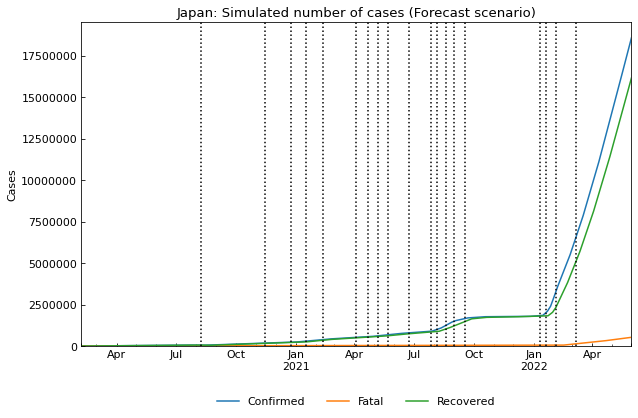 Japan: Simulated number of cases (Forecast scenario)
Cases
17500000
15000000
12500000
10000000
7500000
5000000
2500000
0
Apr Jul Oct Jan Apr Jul Oct Jan Apr
2021 2022
Confirmed Fatal Recovered